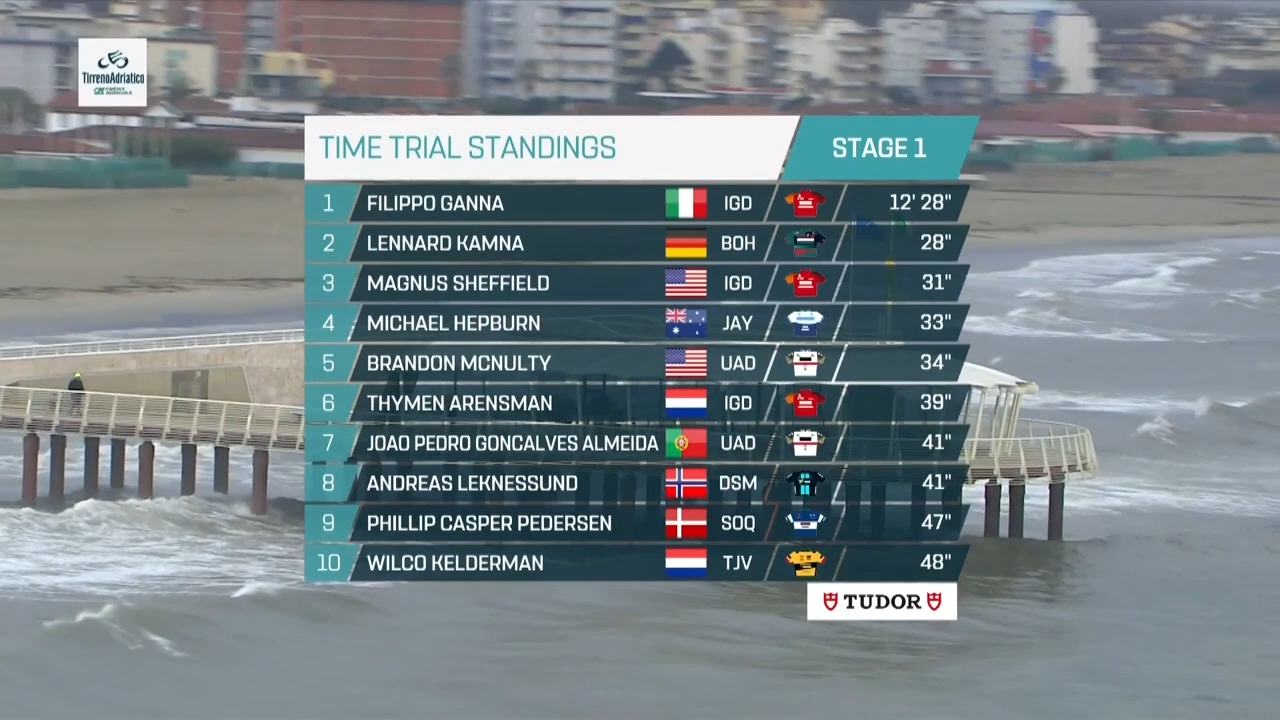 TirrenoAdriatico
CRÉDIT AGRICOLE
TIME TRIAL STANDINGS STAGE 1
1 FILIPPO GANNA IGD 12' 28"
2 LENNARD KAMNA BOH 28"
3 MAGNUS SHEFFIELD IGD 31"
4 MICHAEL HEPBURN JAY 33"
5 BRANDON MCNULTY UAD 34"
6 THYMEN ARENSMAN IGD 39"
7 JOAO PEDRO GONCALVES ALMEIDA UAD 41"
8 ANDREAS LEKNESSUND DSM 41"
9 PHILLIP CASPER PEDERSEN SOQ 47"
10 WILCO KELDERMAN TJV 48"
TUDOR